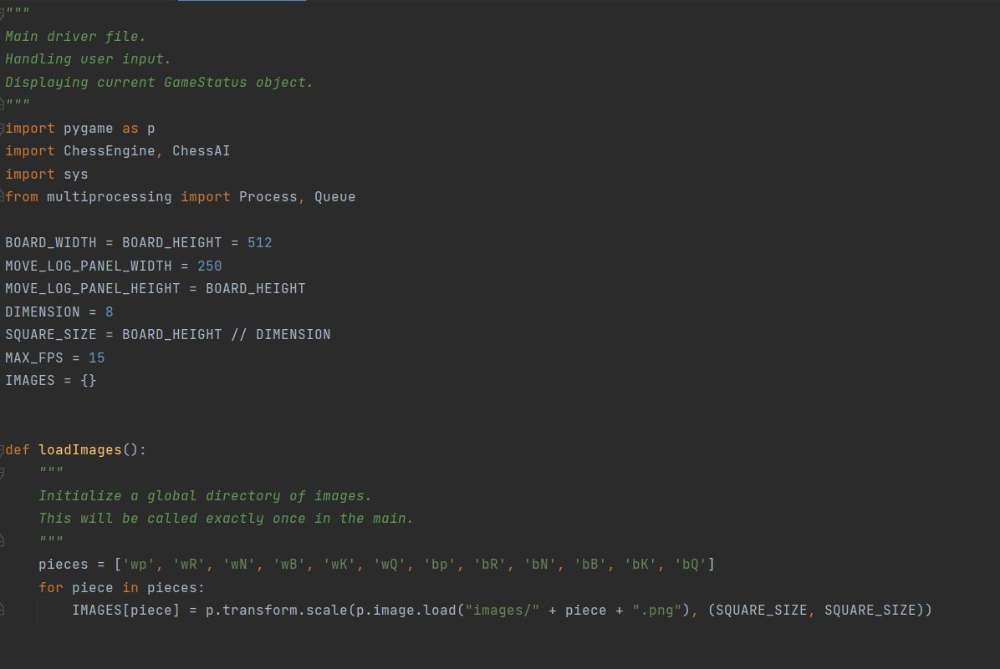 """
Main driver file.
Handling user input.
Displaying current GameStatus object.
"""
import pygame as p
import ChessEngine, ChessAI
import sys
from multiprocessing import Process, Queue
BOARD_WIDTH = BOARD_HEIGHT = 512
MOVE_LOG_PANEL_WIDTH = 250
MOVE_LOG_PANEL_HEIGHT = BOARD_HEIGHT
DIMENSION = 8
SQUARE_SIZE = BOARD_HEIGHT // DIMENSION
MAX_FPS = 15
IMAGES = {}
def loadImages():
    """
    Initialize a global directory of images.
    This will be called exactly once in the main.
    """
    pieces = ['wp', 'wR', 'wN', 'wB', 'wK', 'wQ', 'bp', 'bR', 'bN', 'bB', 'bK', 'bQ']
    for piece in pieces:
        IMAGES[piece] = p.transform.scale(p.image.load("images/" + piece + ".png"), (SQUARE_SIZE, SQUARE_SIZE))